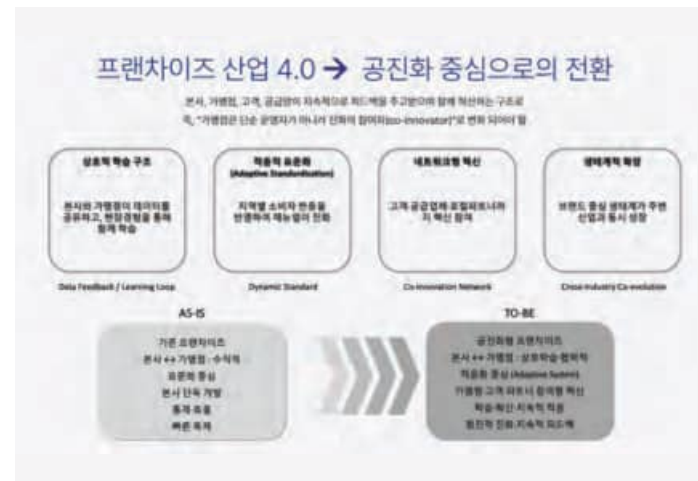 프랜차이즈 산업 4.0 → 공진화 중심으로의 전환
본사, 가맹점, 고객, 공급망이 지속적으로 피드백을 주고받으며 함께 혁신하는 구조로
즉, "가맹점은 단순 운영자가 아니라 진화의 참여자(co-innovator)"로 변화 되어야 함
상호적 학습 구조
본사와 가맹점이 데이터를
공유하고, 현장경험을 통해
함께 학습
Data Feedback / Learning Loop
적응적 표준화
(Adaptive Standardization)
지역별 소비자 반응을
반영하여 매뉴얼이 진화
Dynamic Standard
네트워크형 혁신
고객·공급업체·로컬파트너까
지 혁신 참여
Co-Innovation Network
생태계적 확장
브랜드 중심 생태계가 주변
산업과 동시 성장
Cross-Industry Co-evolution
AS-IS
기존 프랜차이즈
본사 ↔ 가맹점 : 수직적
표준화 중심
본사 단독 개발
통제·효율
빠른 복제
TO-BE
공진화형 프랜차이즈
본사 ↔ 가맹점 : 상호학습·협력적
적응화 중심 (Adaptive System)
가맹점·고객·파트너 참여형 혁신
학습·혁신·지속적 적응
점진적 진화·지속적 피드백